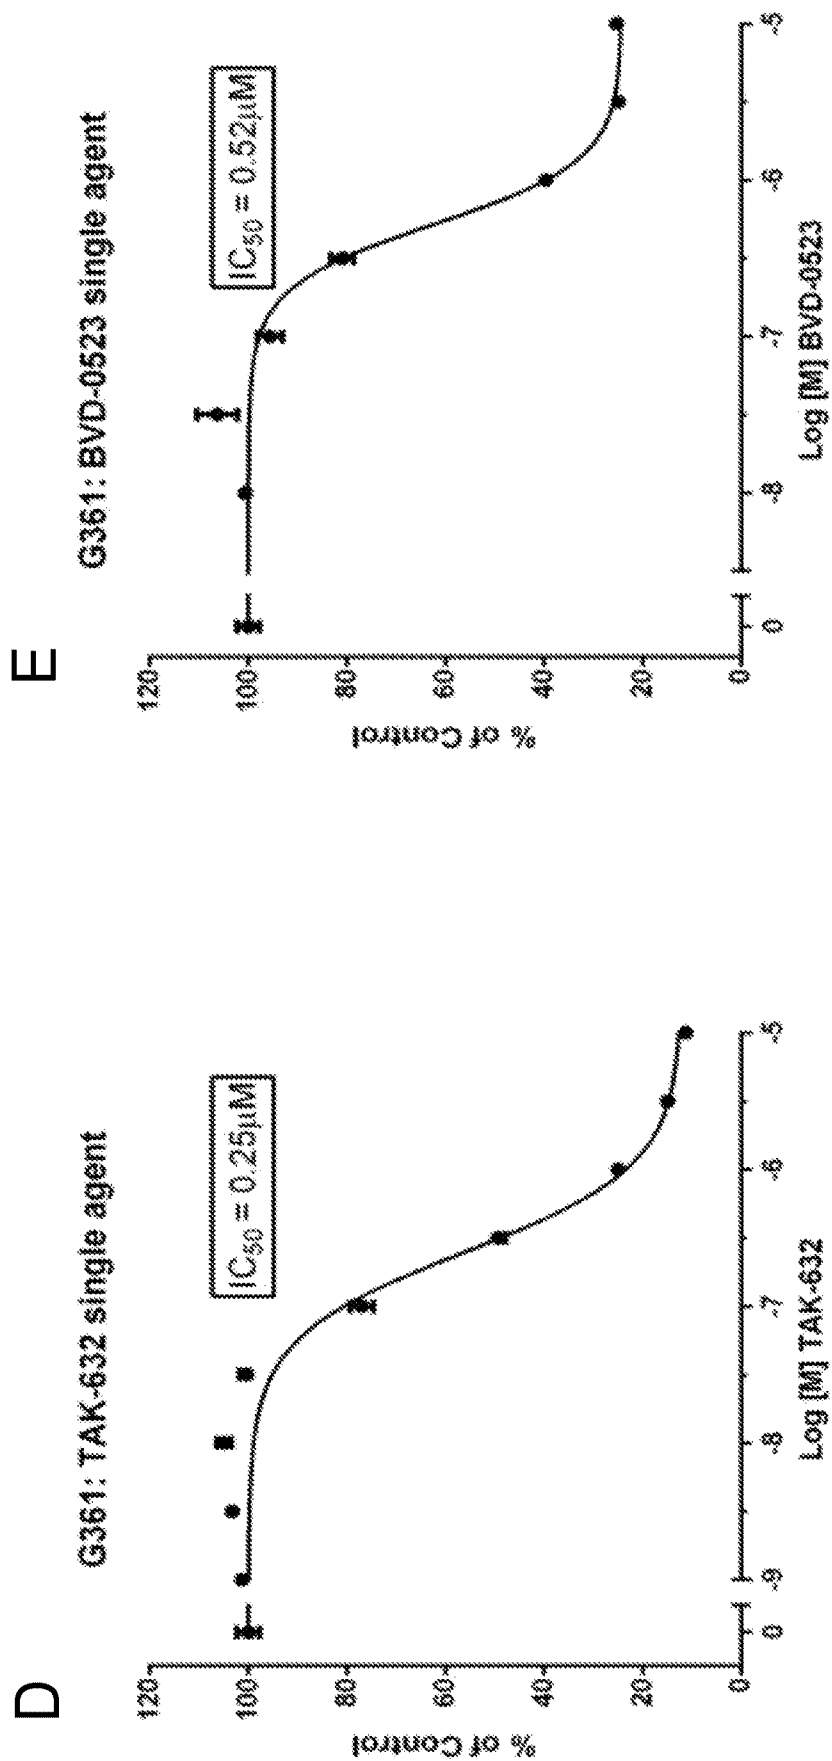 D
G361: TAK-632 single agent
IC50 = 0.25µM
% of Control
120
100
80
60
40
20
0
0 -9 -8 -7 -6 -5
Log [M] TAK-632
E
G361: BVD-0523 single agent
IC50 = 0.52µM
% of Control
120
100
80
60
40
20
0
0 -8 -7 -6 -5
Log [M] BVD-0523